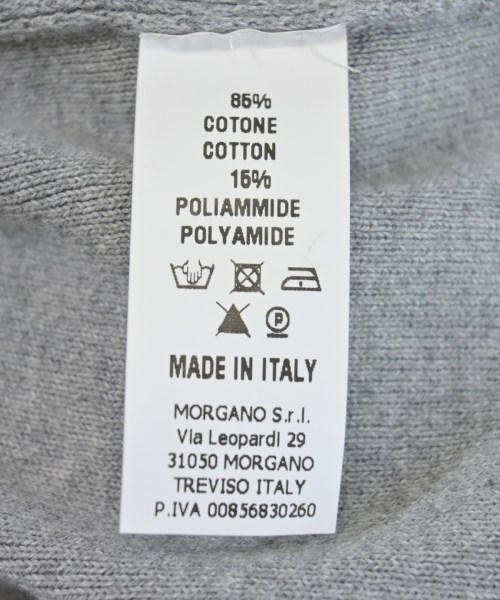 85%
COTONE
COTTON
15%
POLIAMMIDE
POLYAMIDE
P
MADE IN ITALY
MORGANO S.r.l.
Via Leopardi 29
31050 MORGANO
TREVISO ITALY
P.IVA 00856830260